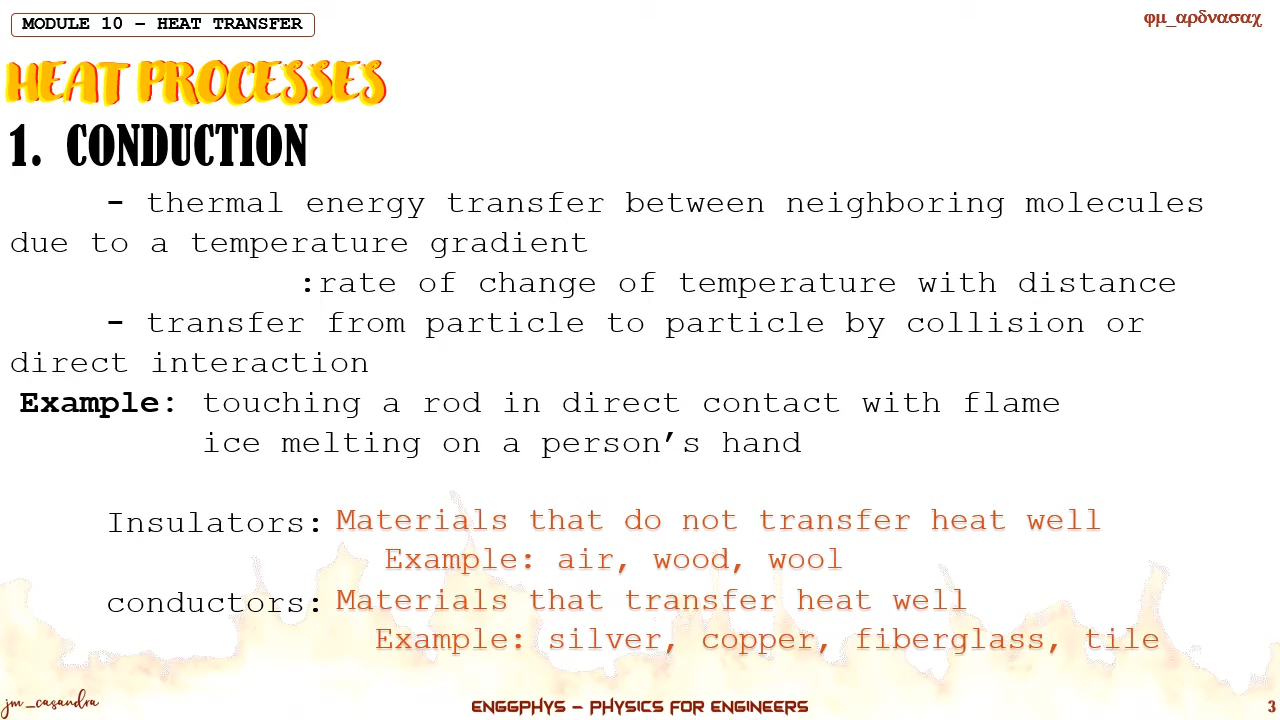 MODULE 10 – HEAT TRANSFER
φμ_αρδνασαχ
HEAT PROCESSES
1. CONDUCTION
- thermal energy transfer between neighboring molecules
due to a temperature gradient
:rate of change of temperature with distance
- transfer from particle to particle by collision or
direct interaction
Example: touching a rod in direct contact with flame
ice melting on a person’s hand
Insulators: Materials that do not transfer heat well
Example: air, wood, wool
conductors: Materials that transfer heat well
Example: silver, copper, fiberglass, tile
jm_casandra
ENGGPHYS – PHYSICS FOR ENGINEERS
3